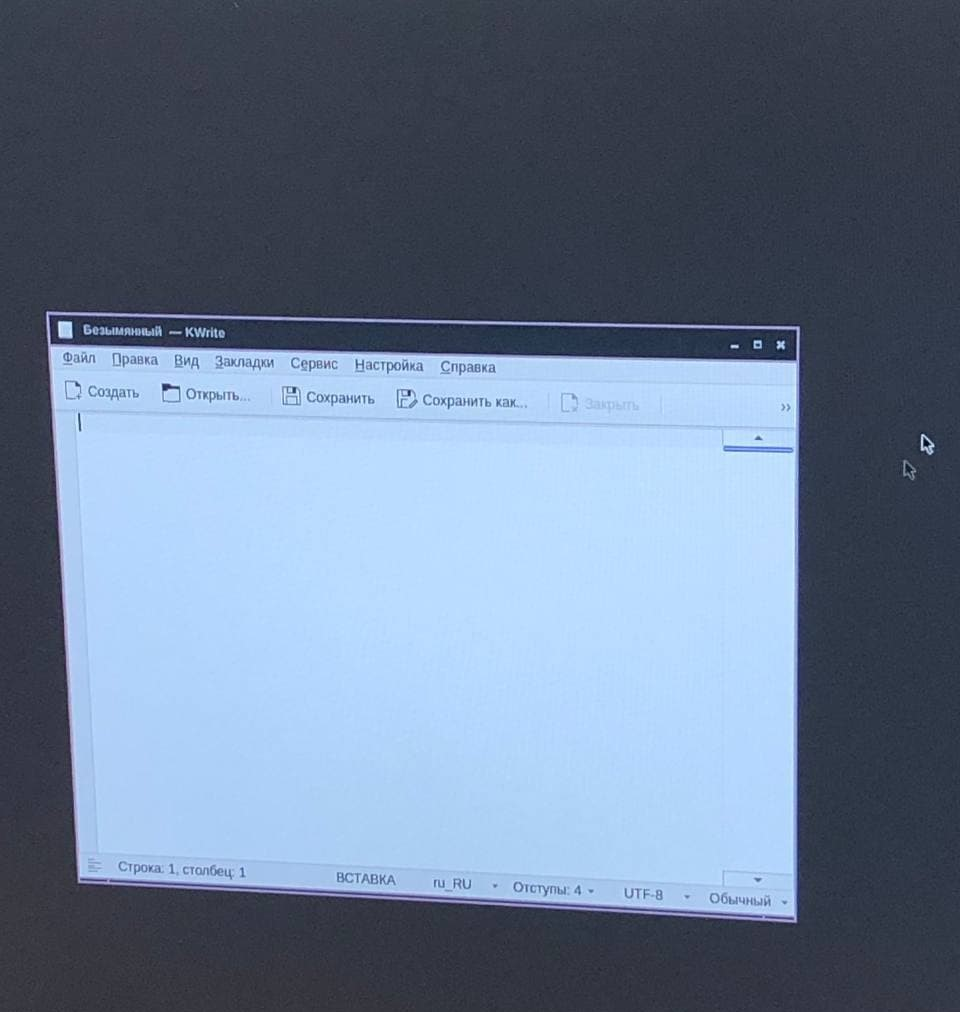 Безымянный — KWrite
Файл Правка Вид Закладки Сервис Настройка Справка
Создать Открыть... Сохранить Сохранить как... Закрыть »
Строка: 1, столбец: 1 ВСТАВКА ru_RU Отступы: 4 UTF-8 Обычный